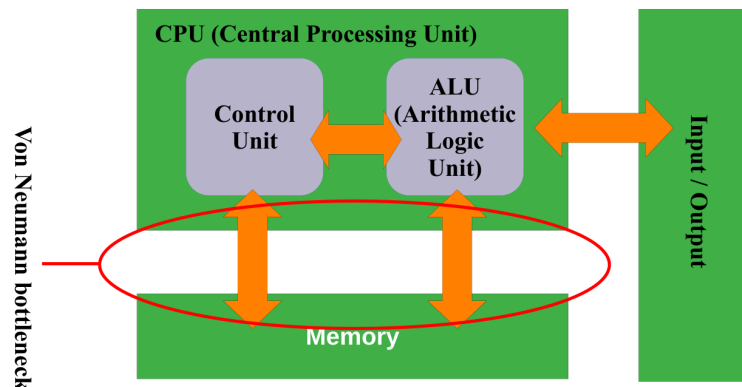 CPU (Central Processing Unit)
Control
Unit
ALU
(Arithmetic
Logic
Unit)
Input / Output
Von Neumann bottleneck
Memory